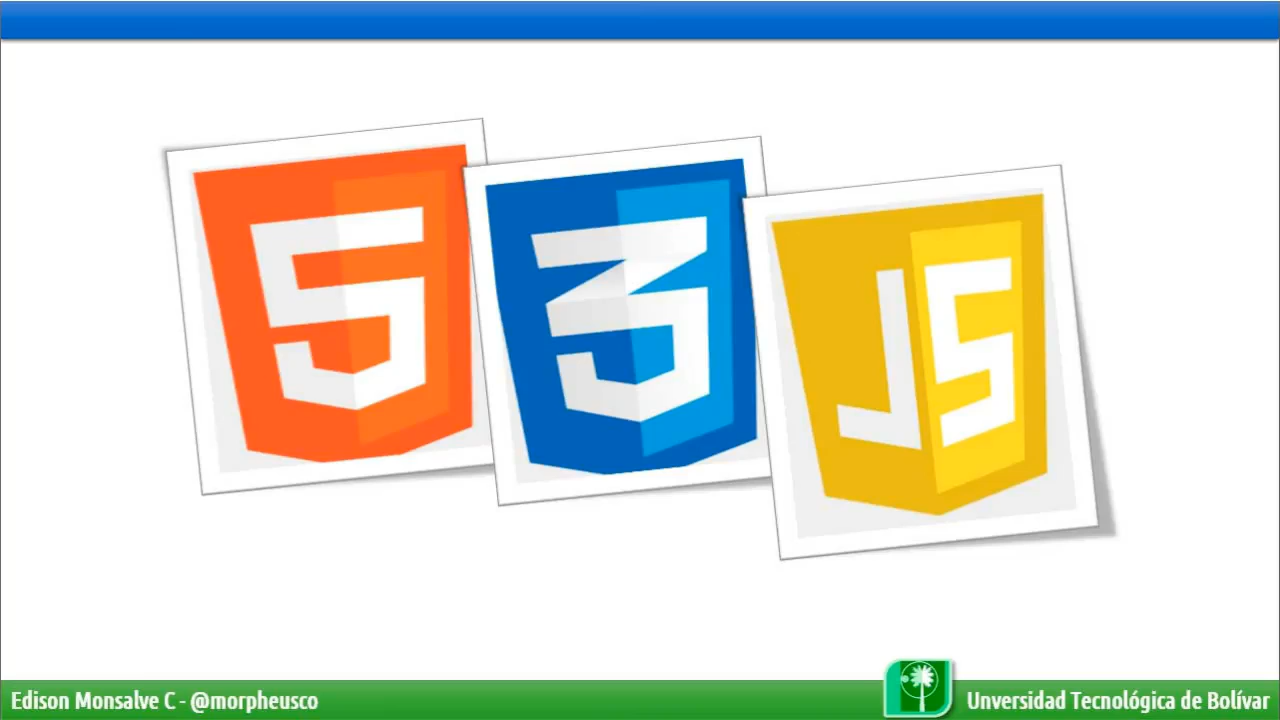 5
3
JS
Edison Monsalve C - @morpheusco
Unversidad Tecnológica de Bolívar